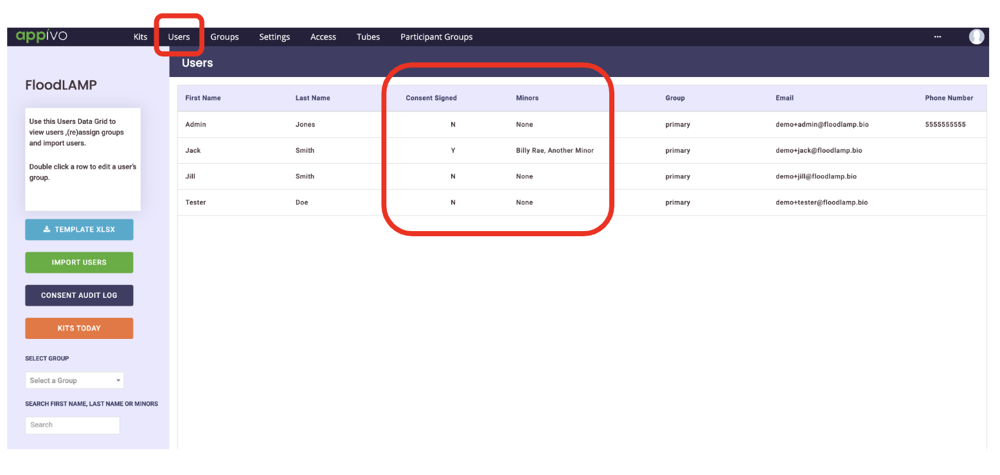 appivo Kits Users Groups Settings Access Tubes Participant Groups ...
Users
FloodLAMP
Use this Users Data Grid to
view users ,(re)assign groups
and import users.
Double click a row to edit a user's
group.
TEMPLATE XLSX
IMPORT USERS
CONSENT AUDIT LOG
KITS TODAY
SELECT GROUP
Select a Group
SEARCH FIRST NAME, LAST NAME OR MINORS
Search
First Name Last Name Consent Signed Minors Group Email Phone Number
Admin Jones N None primary demo+admin@floodlamp.bio 5555555555
Jack Smith Y Billy Rae, Another Minor primary demo+jack@floodlamp.bio
Jill Smith N None primary demo+jill@floodlamp.bio
Tester Doe N None primary demo+tester@floodlamp.bio